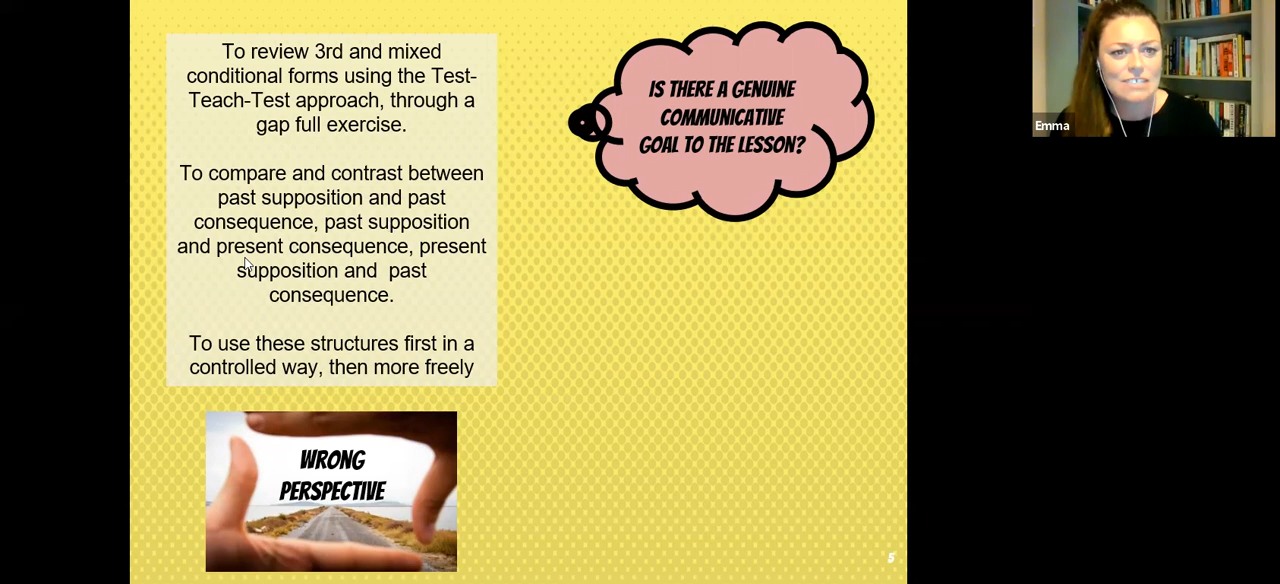 To review 3rd and mixed
conditional forms using the Test-
Teach-Test approach, through a
gap full exercise.
To compare and contrast between
past supposition and past
consequence, past supposition
and present consequence, present
supposition and past
consequence.
To use these structures first in a
controlled way, then more freely
WRONG
PERSPECTIVE
IS THERE A GENUINE
COMMUNICATIVE
GOAL TO THE LESSON?
5
Emma